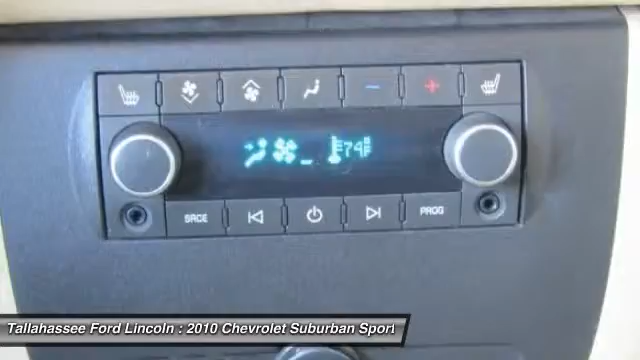 74
SRCE
PROG
Tallahassee Ford Lincoln : 2010 Chevrolet Suburban Sport